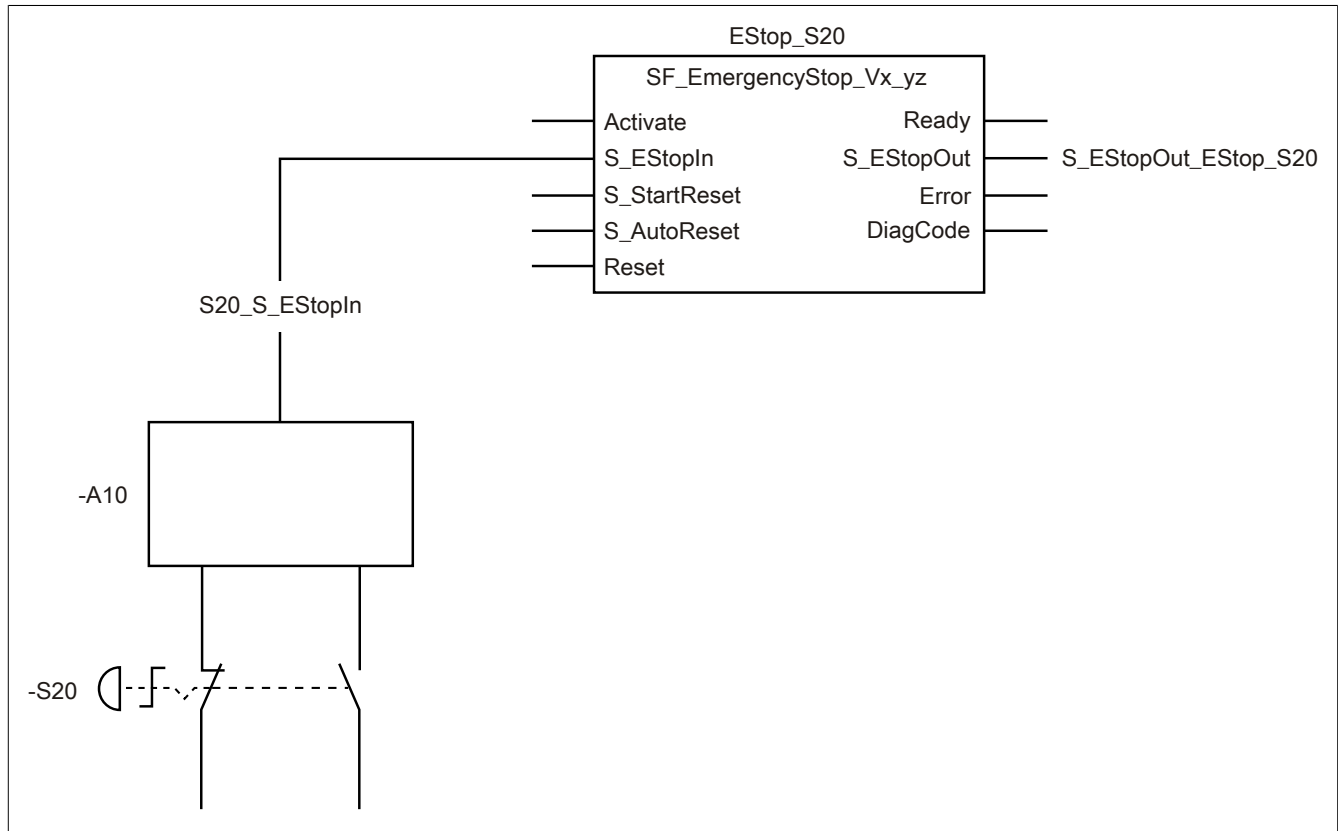 EStop_S20
SF_EmergencyStop_Vx_yz
Activate Ready
S_EStopIn S_EStopOut S_EStopOut_EStop_S20
S_StartReset Error
S_AutoReset DiagCode
Reset
S20_S_EStopIn
-A10
-S20